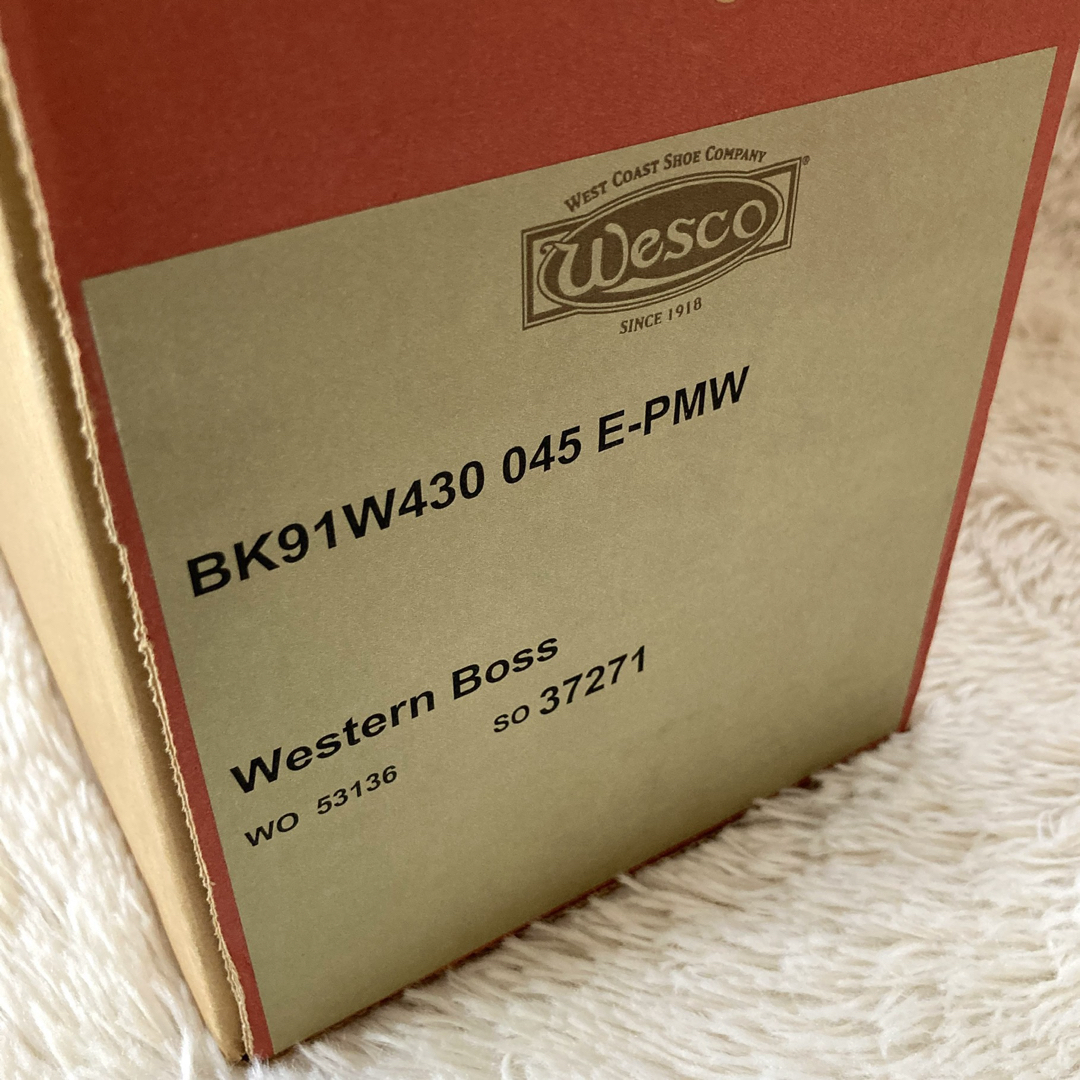 WEST COAST SHOE COMPANY
Wesco®
SINCE 1918
BK91W430 045 E-PMW
Western Boss
SO 37271
WO 53136